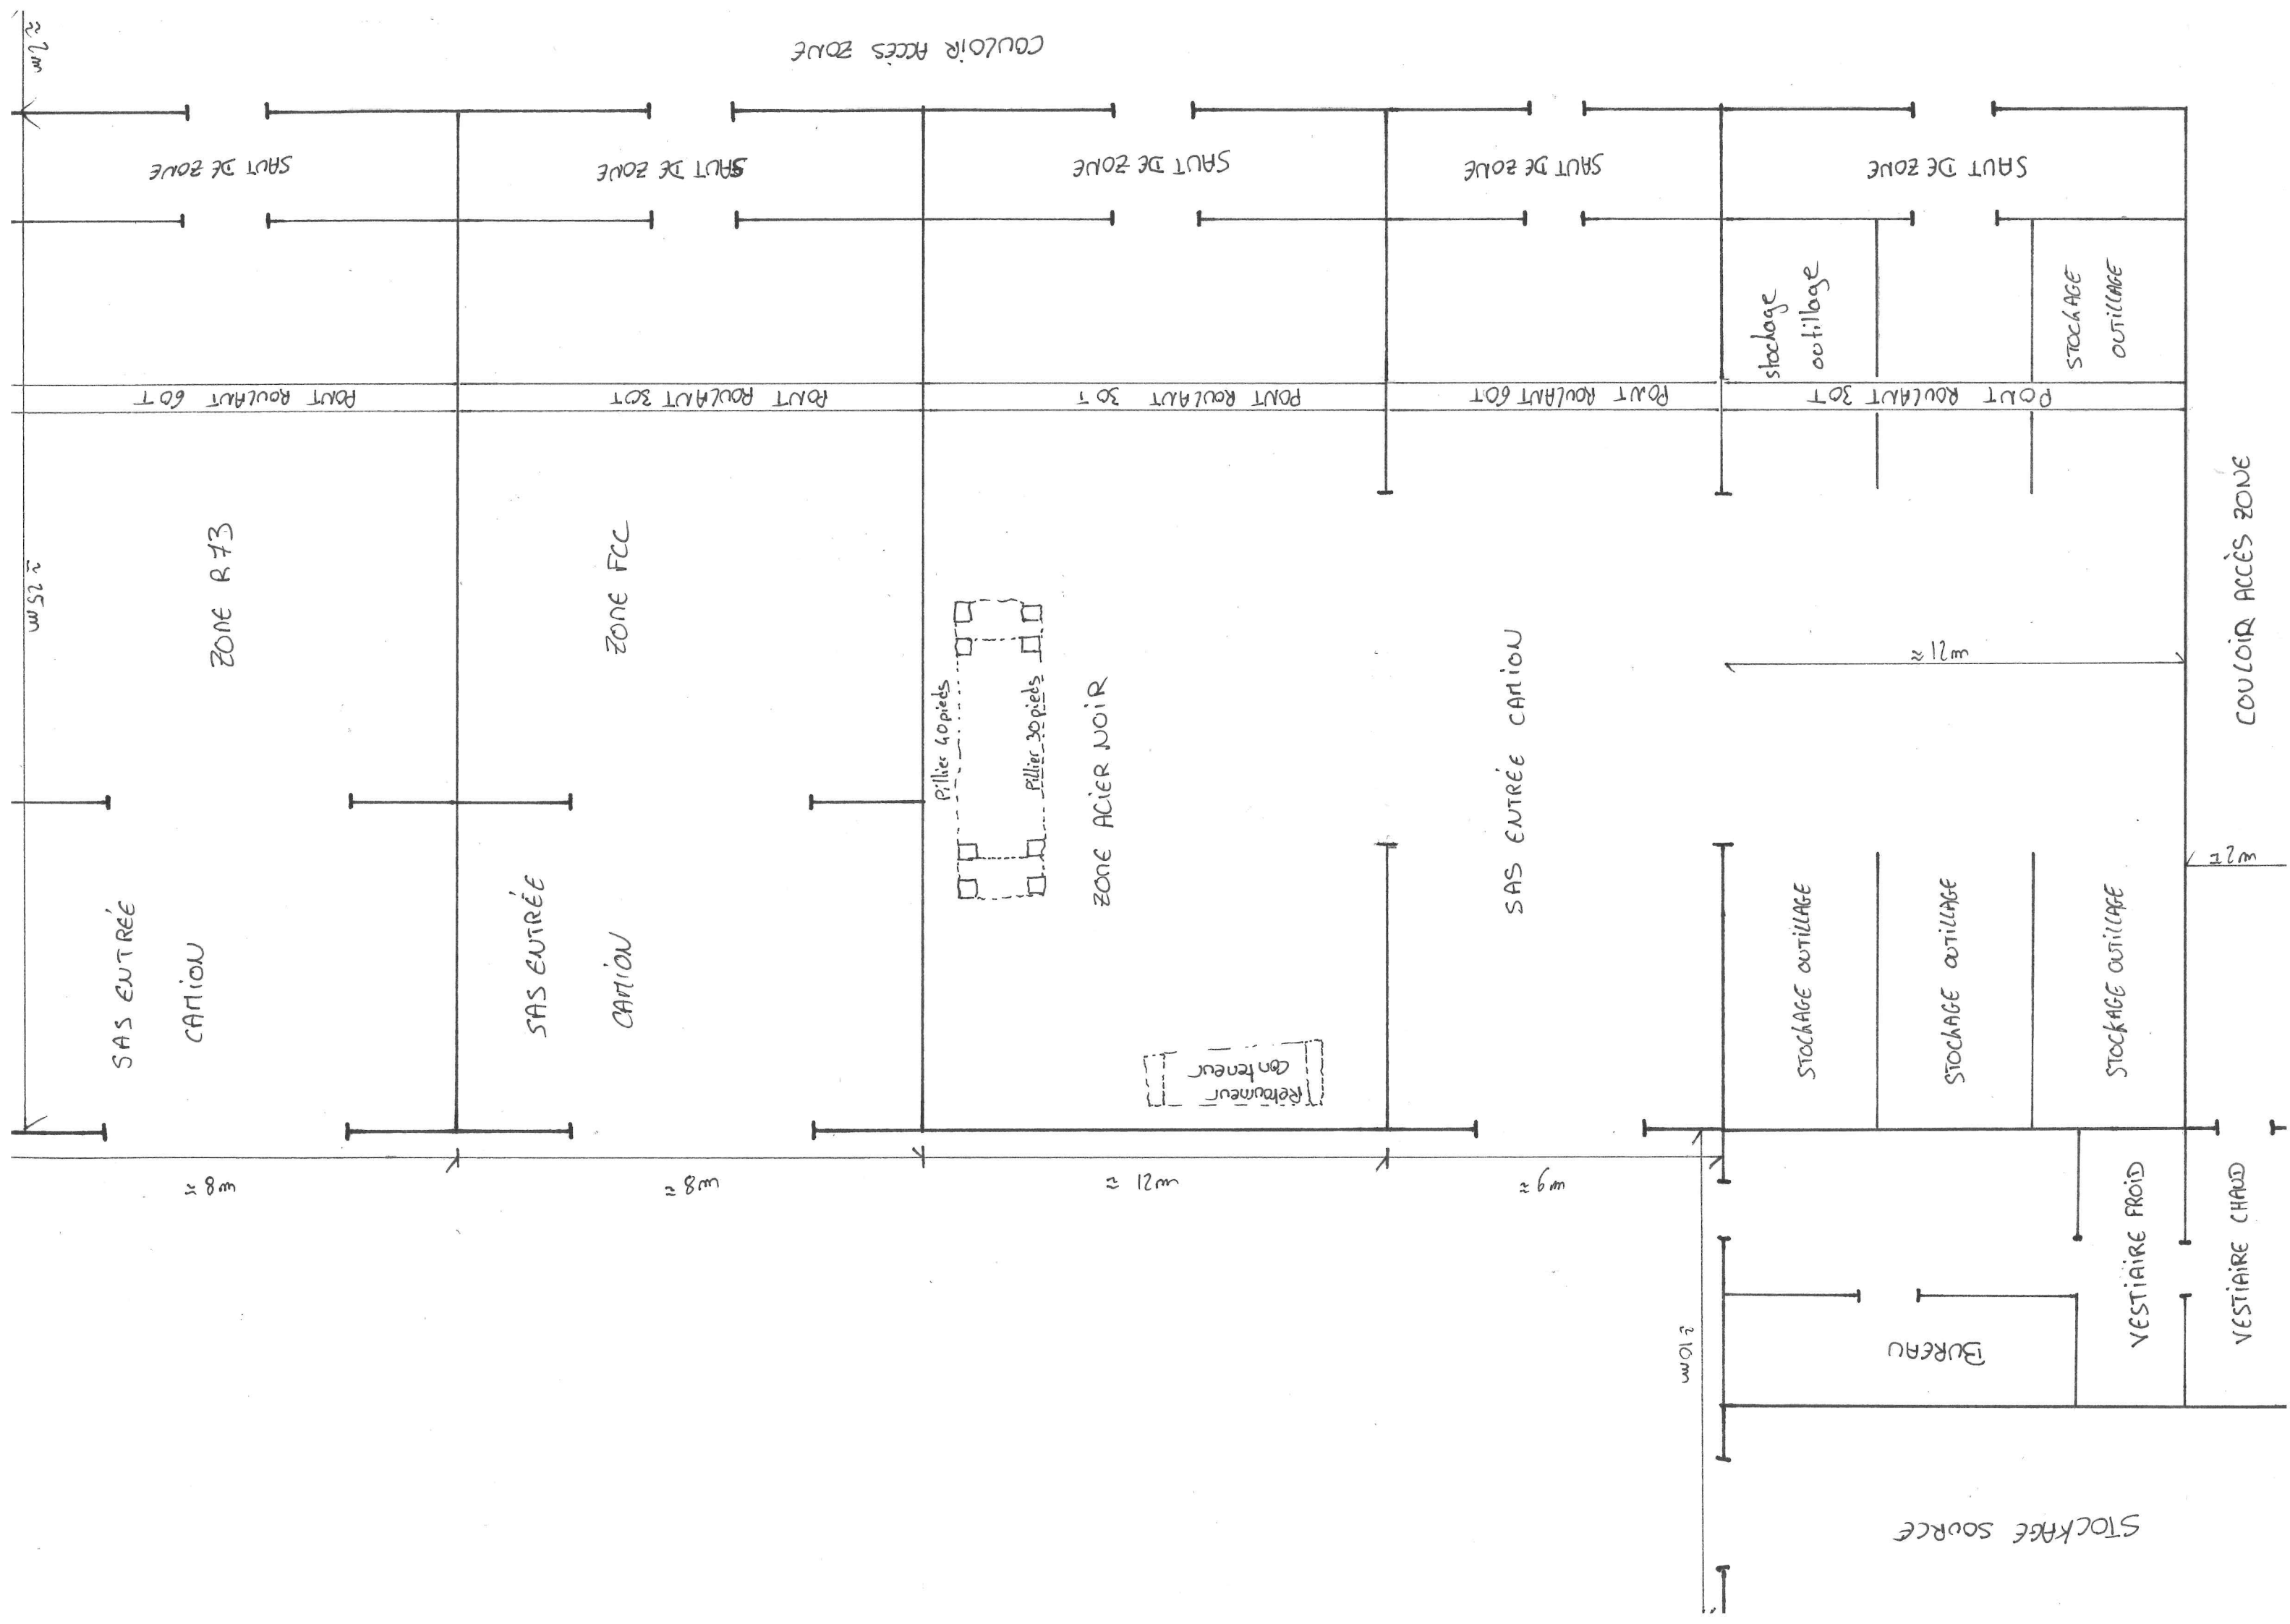 COULOIR ACCÈS ZONE
≈ 2m
SAUT DE ZONE
SAUT DE ZONE
SAUT DE ZONE
SAUT DE ZONE
SAUT DE ZONE
stockage
outillage
STOCKAGE
OUTILLAGE
PONT ROULANT 60T
PONT ROULANT 30T
PONT ROULANT 30T
PONT ROULANT 60T
PONT ROULANT 30T
≈ 25m
ZONE R73
ZONE FCC
Pillier 40pieds
Pillier 30pieds
ZONE ACIER NOIR
SAS ENTRÉE CAMION
≈ 12m
COULOIR ACCÈS ZONE
SAS ENTRÉE
CAMION
SAS ENTRÉE
CAMION
Retourneur
conteneur
STOCKAGE OUTILLAGE
STOCKAGE OUTILLAGE
STOCKAGE OUTILLAGE
≈ 8m
≈ 8m
≈ 12m
≈ 10m
BUREAU
VESTIAIRE FROID
VESTIAIRE CHAUD
STOCKAGE SOURCE